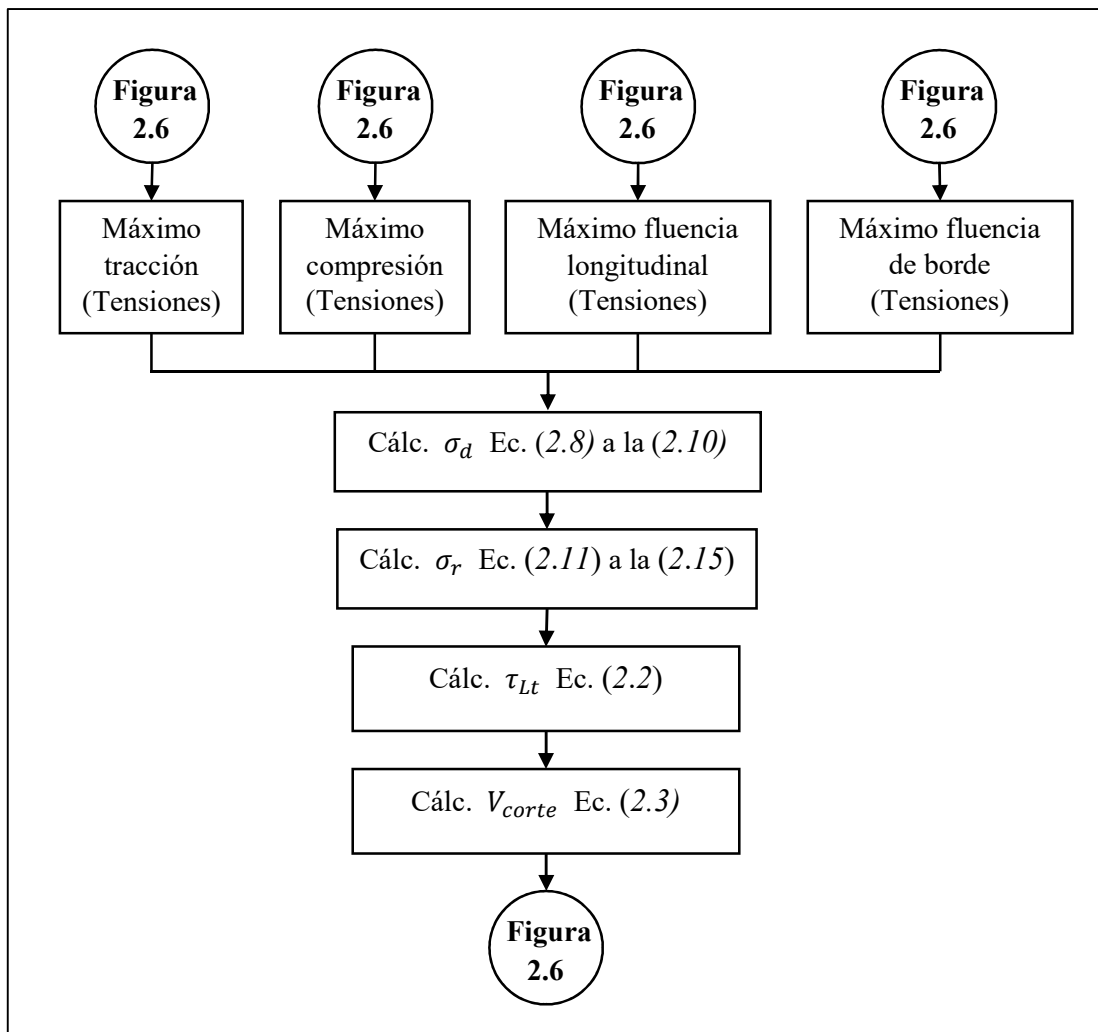 Figura
2.6
Figura
2.6
Figura
2.6
Figura
2.6
Máximo
tracción
(Tensiones)
Máximo
compresión
(Tensiones)
Máximo fluencia
longitudinal
(Tensiones)
Máximo fluencia
de borde
(Tensiones)
Cálc. σ_d Ec. (2.8) a la (2.10)
Cálc. σ_r Ec. (2.11) a la (2.15)
Cálc. τ_Lt Ec. (2.2)
Cálc. V_corte Ec. (2.3)
Figura
2.6